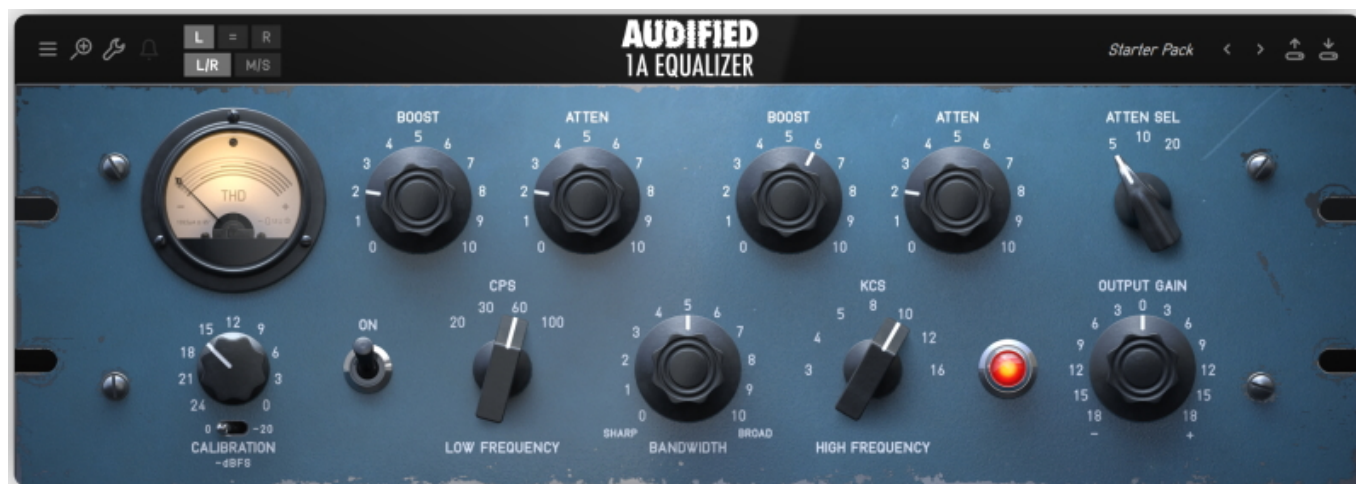 L = R
L/R M/S
AUDIFIED
1A EQUALIZER
Starter Pack < >
BOOST
0 1 2 3 4 5 6 7 8 9 10
ATTEN
0 1 2 3 4 5 6 7 8 9 10
BOOST
0 1 2 3 4 5 6 7 8 9 10
ATTEN
0 1 2 3 4 5 6 7 8 9 10
ATTEN SEL
5 10 20
THD
- +
24 21 18 15 12 9 6 3 0
0 -20
CALIBRATION
-dBFS
ON
CPS
20 30 60 100
LOW FREQUENCY
0 1 2 3 4 5 6 7 8 9 10
SHARP BROAD
BANDWIDTH
KCS
3 4 5 8 10 12 16
HIGH FREQUENCY
OUTPUT GAIN
18 15 12 9 6 3 0 3 6 9 12 15 18
- +